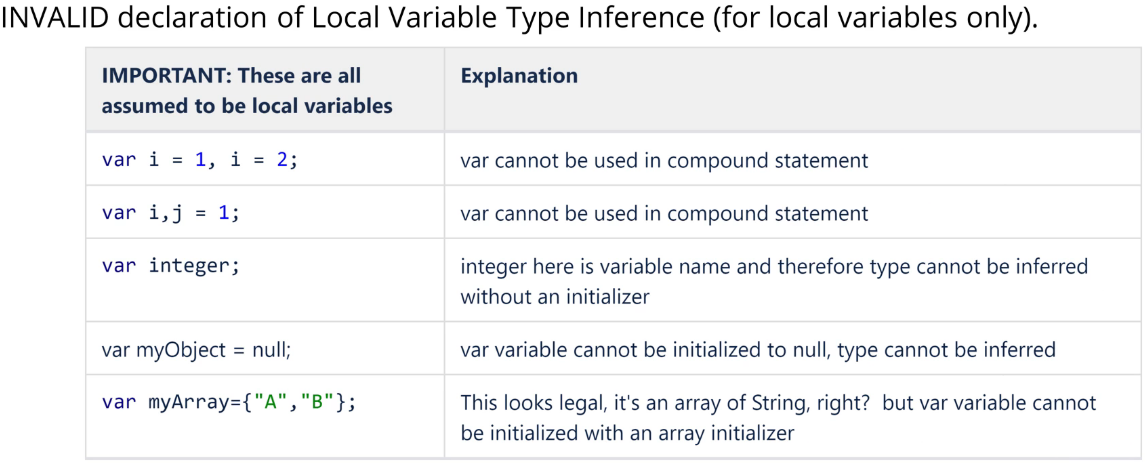 INVALID declaration of Local Variable Type Inference (for local variables only).
IMPORTANT: These are all
assumed to be local variables
Explanation
var i = 1, i = 2;
var cannot be used in compound statement
var i,j = 1;
var cannot be used in compound statement
var integer;
integer here is variable name and therefore type cannot be inferred
without an initializer
var myObject = null;
var variable cannot be initialized to null, type cannot be inferred
var myArray={"A","B"};
This looks legal, it's an array of String, right?  but var variable cannot
be initialized with an array initializer